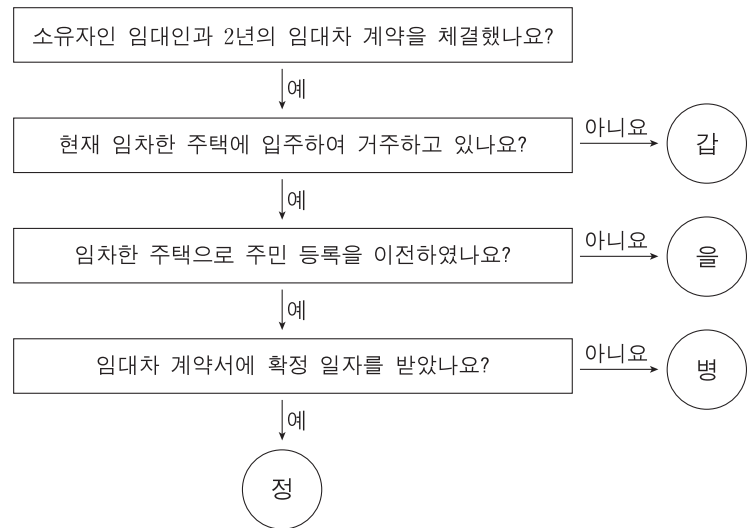 소유자인 임대인과 2년의 임대차 계약을 체결했나요?
예
현재 임차한 주택에 입주하여 거주하고 있나요?
아니요
갑
예
임차한 주택으로 주민 등록을 이전하였나요?
아니요
을
예
임대차 계약서에 확정 일자를 받았나요?
아니요
병
예
정